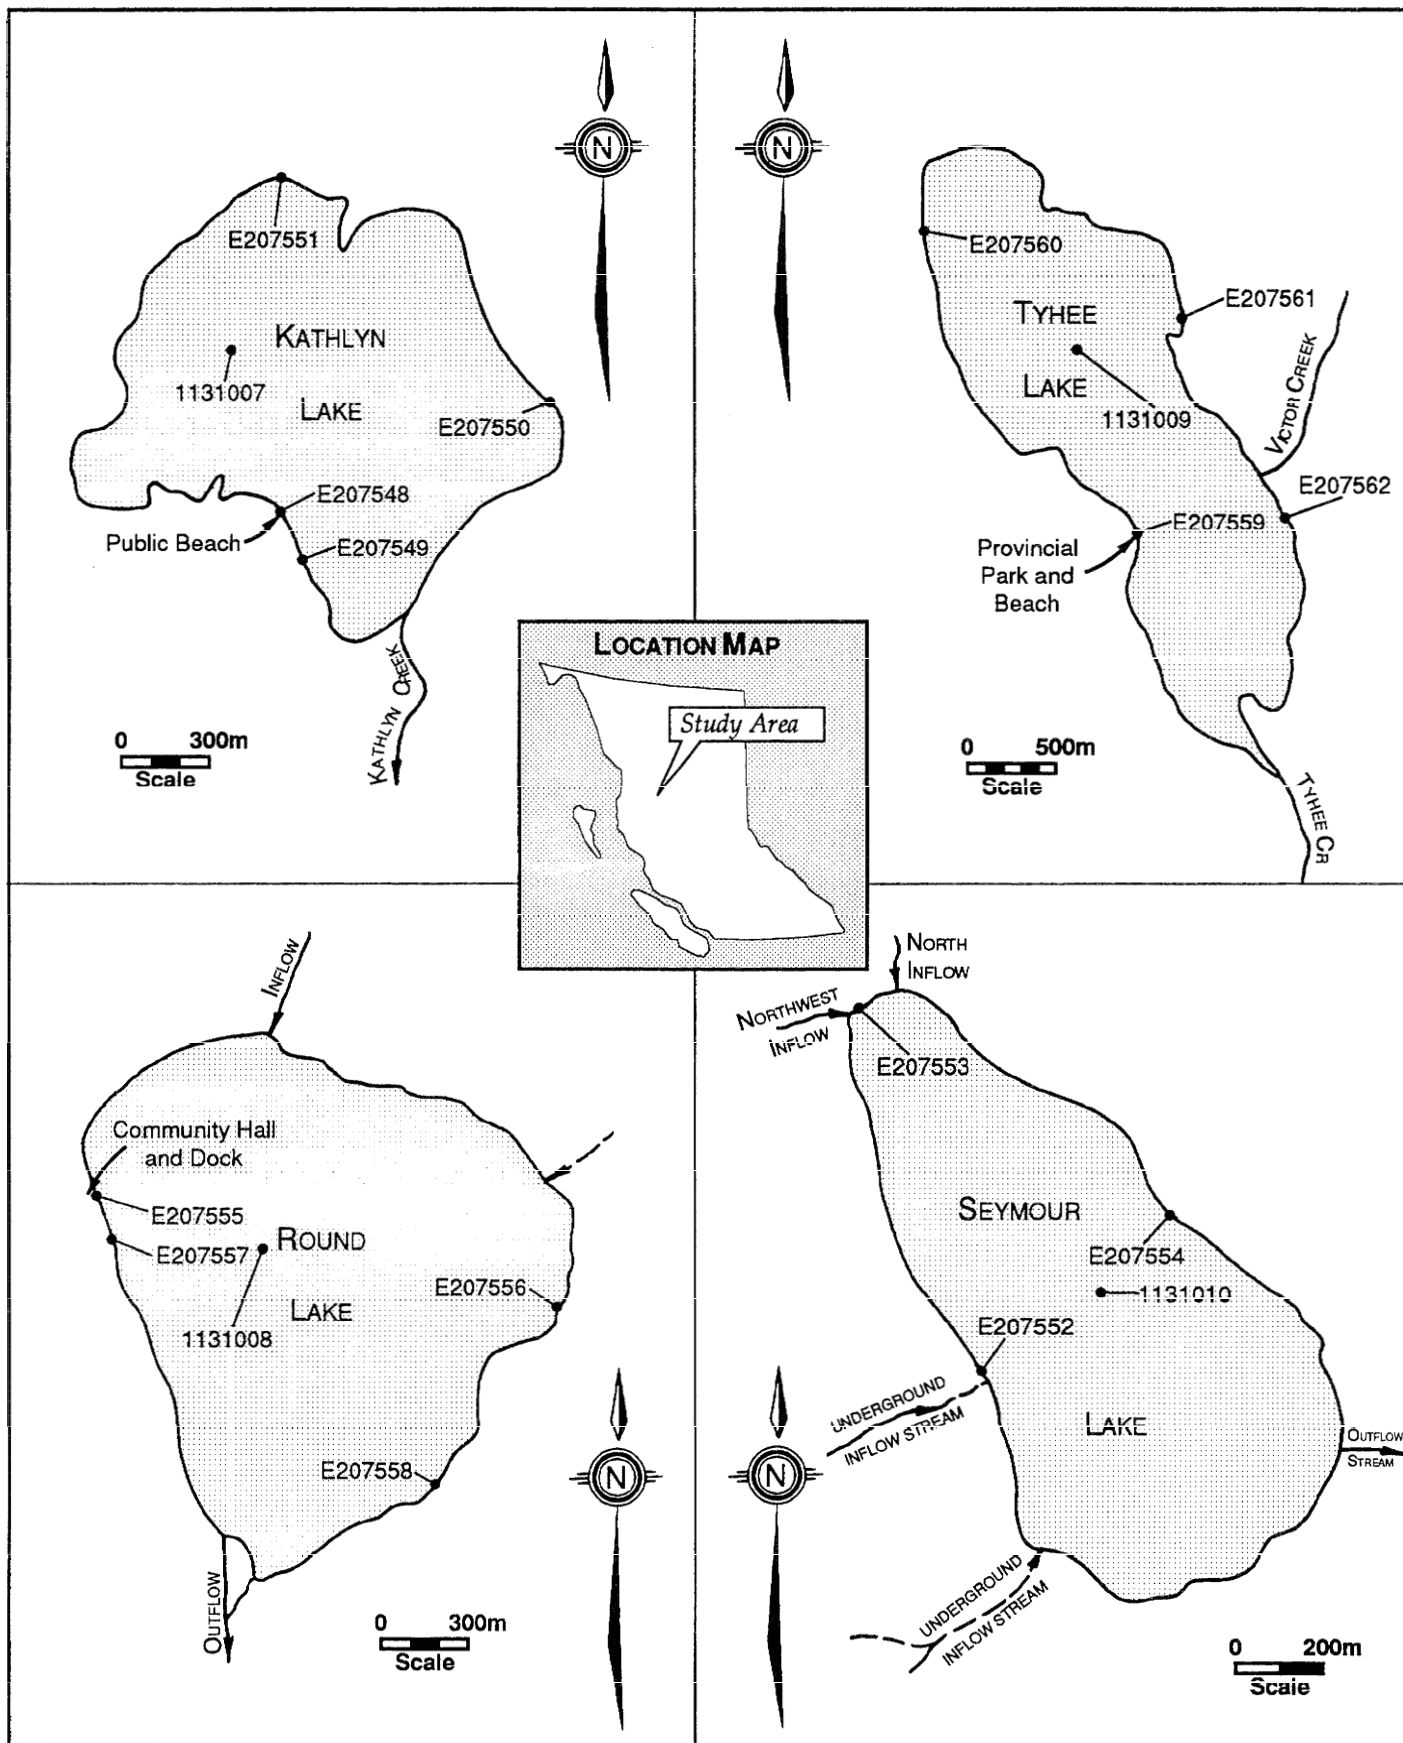 N
E207551
KATHLYN
LAKE
1131007
E207550
E207548
Public Beach
E207549
KATHLYN CREEK
0 300m
Scale
N
E207560
TYHEE
LAKE
E207561
1131009
VICTOR CREEK
E207562
E207559
Provincial
Park and
Beach
0 500m
Scale
TYHEE CR
LOCATION MAP
Study Area
INFLOW
Community Hall
and Dock
E207555
E207557
ROUND
LAKE
E207556
1131008
E207558
OUTFLOW
0 300m
Scale
N
NORTH
INFLOW
NORTHWEST
INFLOW
E207553
SEYMOUR
E207554
1131010
E207552
UNDERGROUND
INFLOW STREAM
LAKE
OUTFLOW
STREAM
N
UNDERGROUND
INFLOW STREAM
0 200m
Scale